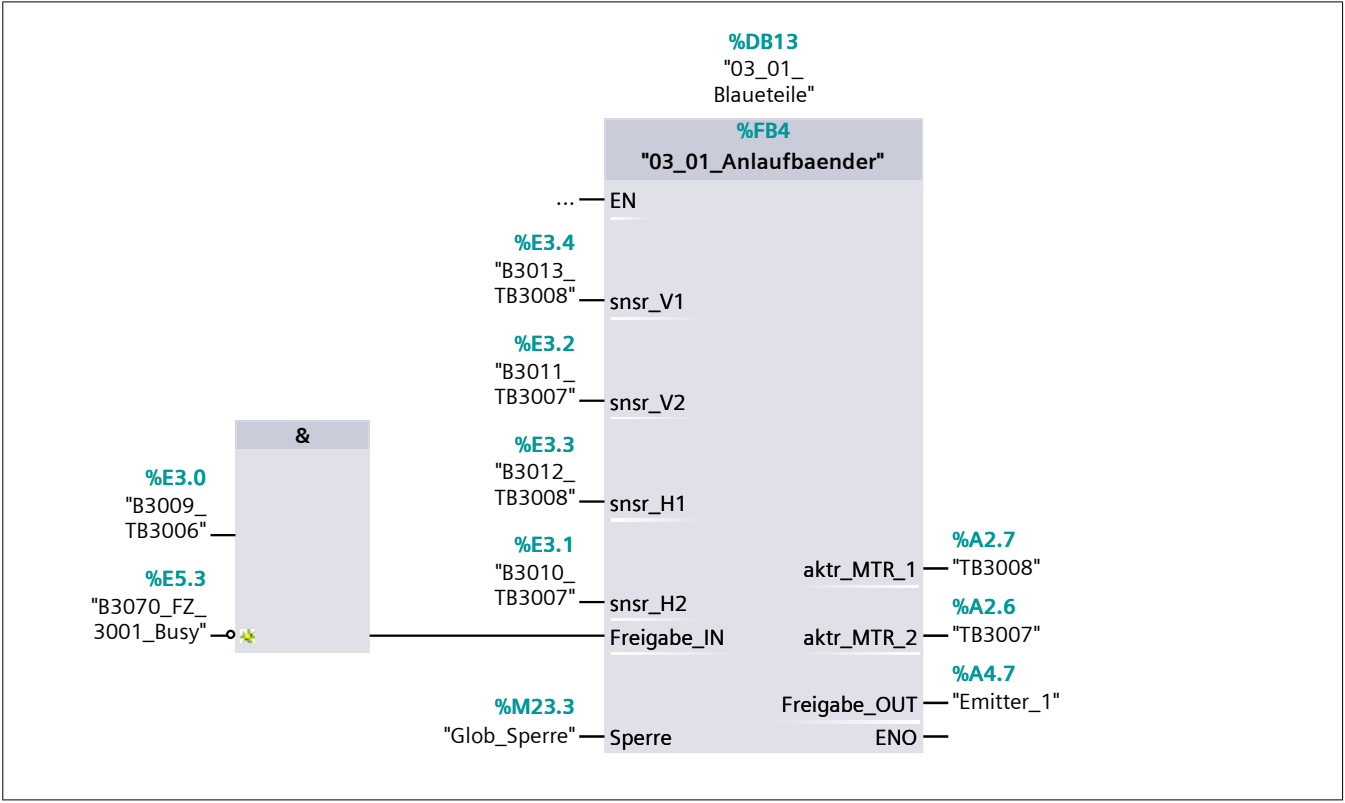 %DB13
"03_01_
Blaueteile"
%FB4
"03_01_Anlaufbaender"
... EN
%E3.4
"B3013_
TB3008" snsr_V1
%E3.2
"B3011_
TB3007" snsr_V2
&
%E3.3
%E3.0
"B3012_
"B3009_
TB3008" snsr_H1
TB3006"
%E3.1
%A2.7
"B3010_
aktr_MTR_1 "TB3008"
%E5.3
TB3007" snsr_H2
%A2.6
"B3070_FZ_
3001_Busy"
Freigabe_IN aktr_MTR_2 "TB3007"
%A4.7
Freigabe_OUT "Emitter_1"
%M23.3
"Glob_Sperre" Sperre ENO